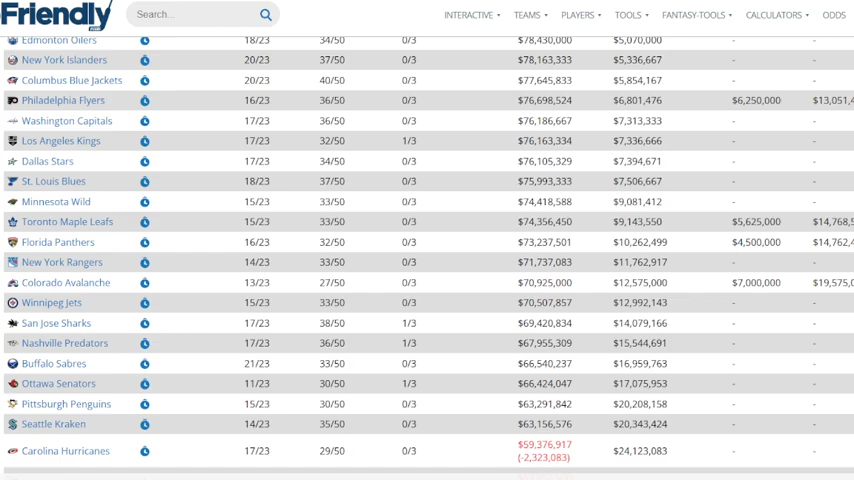 Friendly
Search...
INTERACTIVE TEAMS PLAYERS TOOLS FANTASY-TOOLS CALCULATORS ODDS
Edmonton Oilers 18/23 34/50 0/3 $78,430,000 $5,070,000 - -
New York Islanders 20/23 37/50 0/3 $78,163,333 $5,336,667 - -
Columbus Blue Jackets 20/23 40/50 0/3 $77,645,833 $5,854,167 - -
Philadelphia Flyers 16/23 36/50 0/3 $76,698,524 $6,801,476 $6,250,000 $13,051,4
Washington Capitals 17/23 36/50 0/3 $76,186,667 $7,313,333 - -
Los Angeles Kings 17/23 32/50 1/3 $76,163,334 $7,336,666 - -
Dallas Stars 17/23 34/50 0/3 $76,105,329 $7,394,671 - -
St. Louis Blues 18/23 37/50 0/3 $75,993,333 $7,506,667 - -
Minnesota Wild 15/23 33/50 0/3 $74,418,588 $9,081,412 - -
Toronto Maple Leafs 15/23 33/50 0/3 $74,356,450 $9,143,550 $5,625,000 $14,768,5
Florida Panthers 16/23 32/50 0/3 $73,237,501 $10,262,499 $4,500,000 $14,762,4
New York Rangers 14/23 33/50 0/3 $71,737,083 $11,762,917 - -
Colorado Avalanche 13/23 27/50 0/3 $70,925,000 $12,575,000 $7,000,000 $19,575,0
Winnipeg Jets 15/23 33/50 0/3 $70,507,857 $12,992,143 - -
San Jose Sharks 17/23 38/50 1/3 $69,420,834 $14,079,166 - -
Nashville Predators 17/23 36/50 1/3 $67,955,309 $15,544,691 - -
Buffalo Sabres 21/23 33/50 0/3 $66,540,237 $16,959,763 - -
Ottawa Senators 11/23 30/50 1/3 $66,424,047 $17,075,953 - -
Pittsburgh Penguins 15/23 30/50 0/3 $63,291,842 $20,208,158 - -
Seattle Kraken 14/23 35/50 0/3 $63,156,576 $20,343,424 - -
Carolina Hurricanes 17/23 29/50 0/3 $59,376,917 $24,123,083 - -
(-2,323,083)